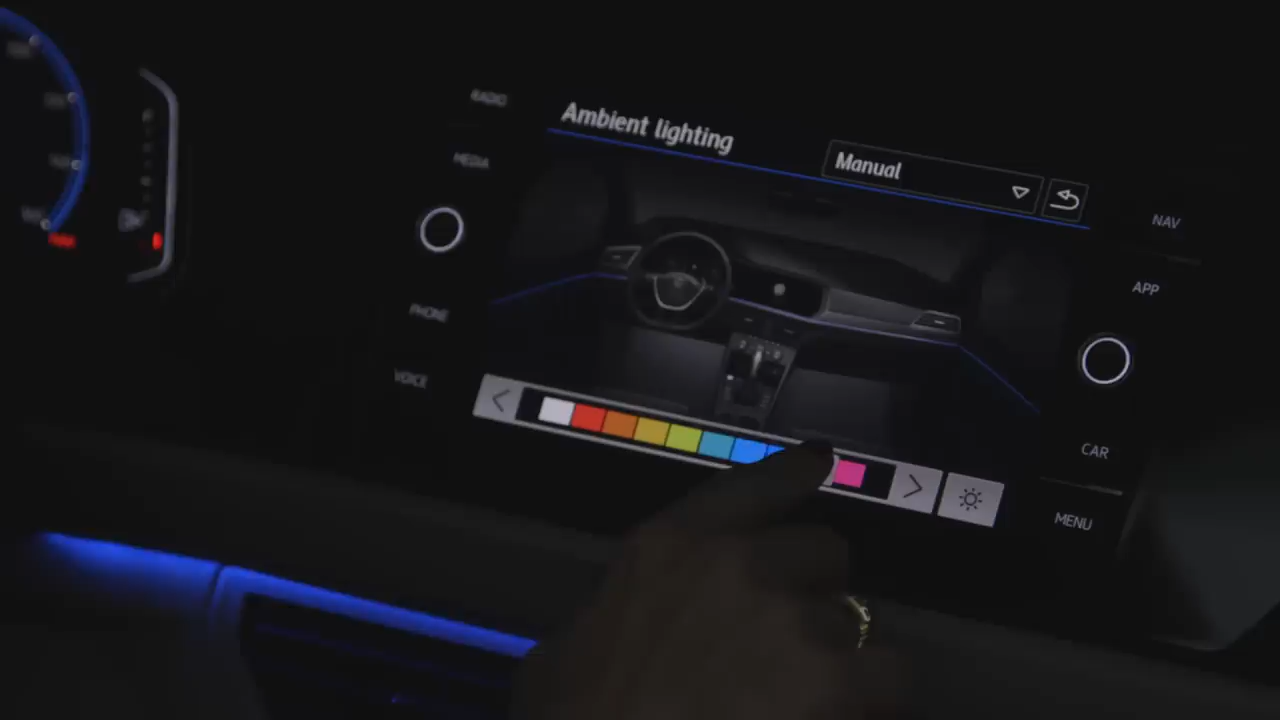 RADIO
Ambient lighting
Manual
MEDIA
NAV
APP
PHONE
VOICE
CAR
MENU